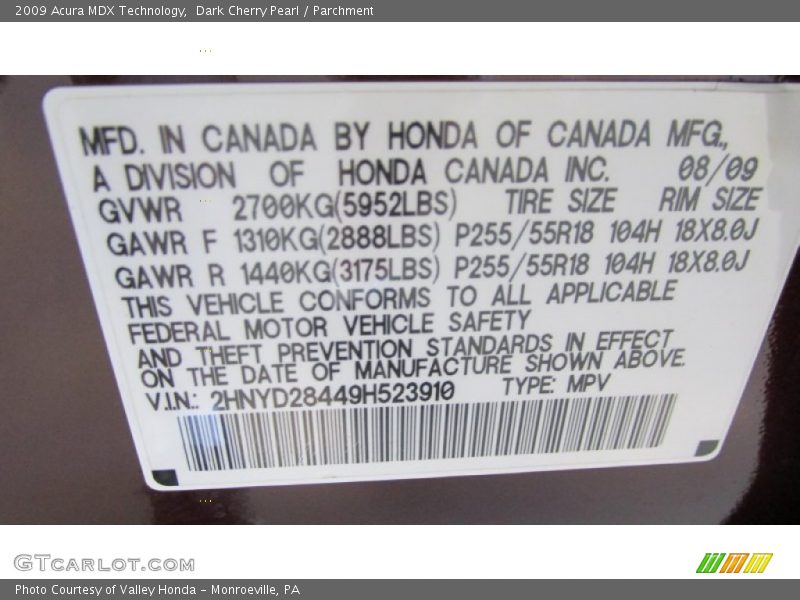 2009 Acura MDX Technology,  Dark Cherry Pearl / Parchment
MFD. IN CANADA BY HONDA OF CANADA MFG.,
A DIVISION OF HONDA CANADA INC. 08/09
GVWR 2700KG(5952LBS) TIRE SIZE RIM SIZE
GAWR F 1310KG(2888LBS) P255/55R18 104H 18X8.0J
GAWR R 1440KG(3175LBS) P255/55R18 104H 18X8.0J
THIS VEHICLE CONFORMS TO ALL APPLICABLE
FEDERAL MOTOR VEHICLE SAFETY
AND THEFT PREVENTION STANDARDS IN EFFECT
ON THE DATE OF MANUFACTURE SHOWN ABOVE.
V.I.N.: 2HNYD28449H523910 TYPE: MPV
GTCARLOT.COM
Photo Courtesy of Valley Honda - Monroeville, PA